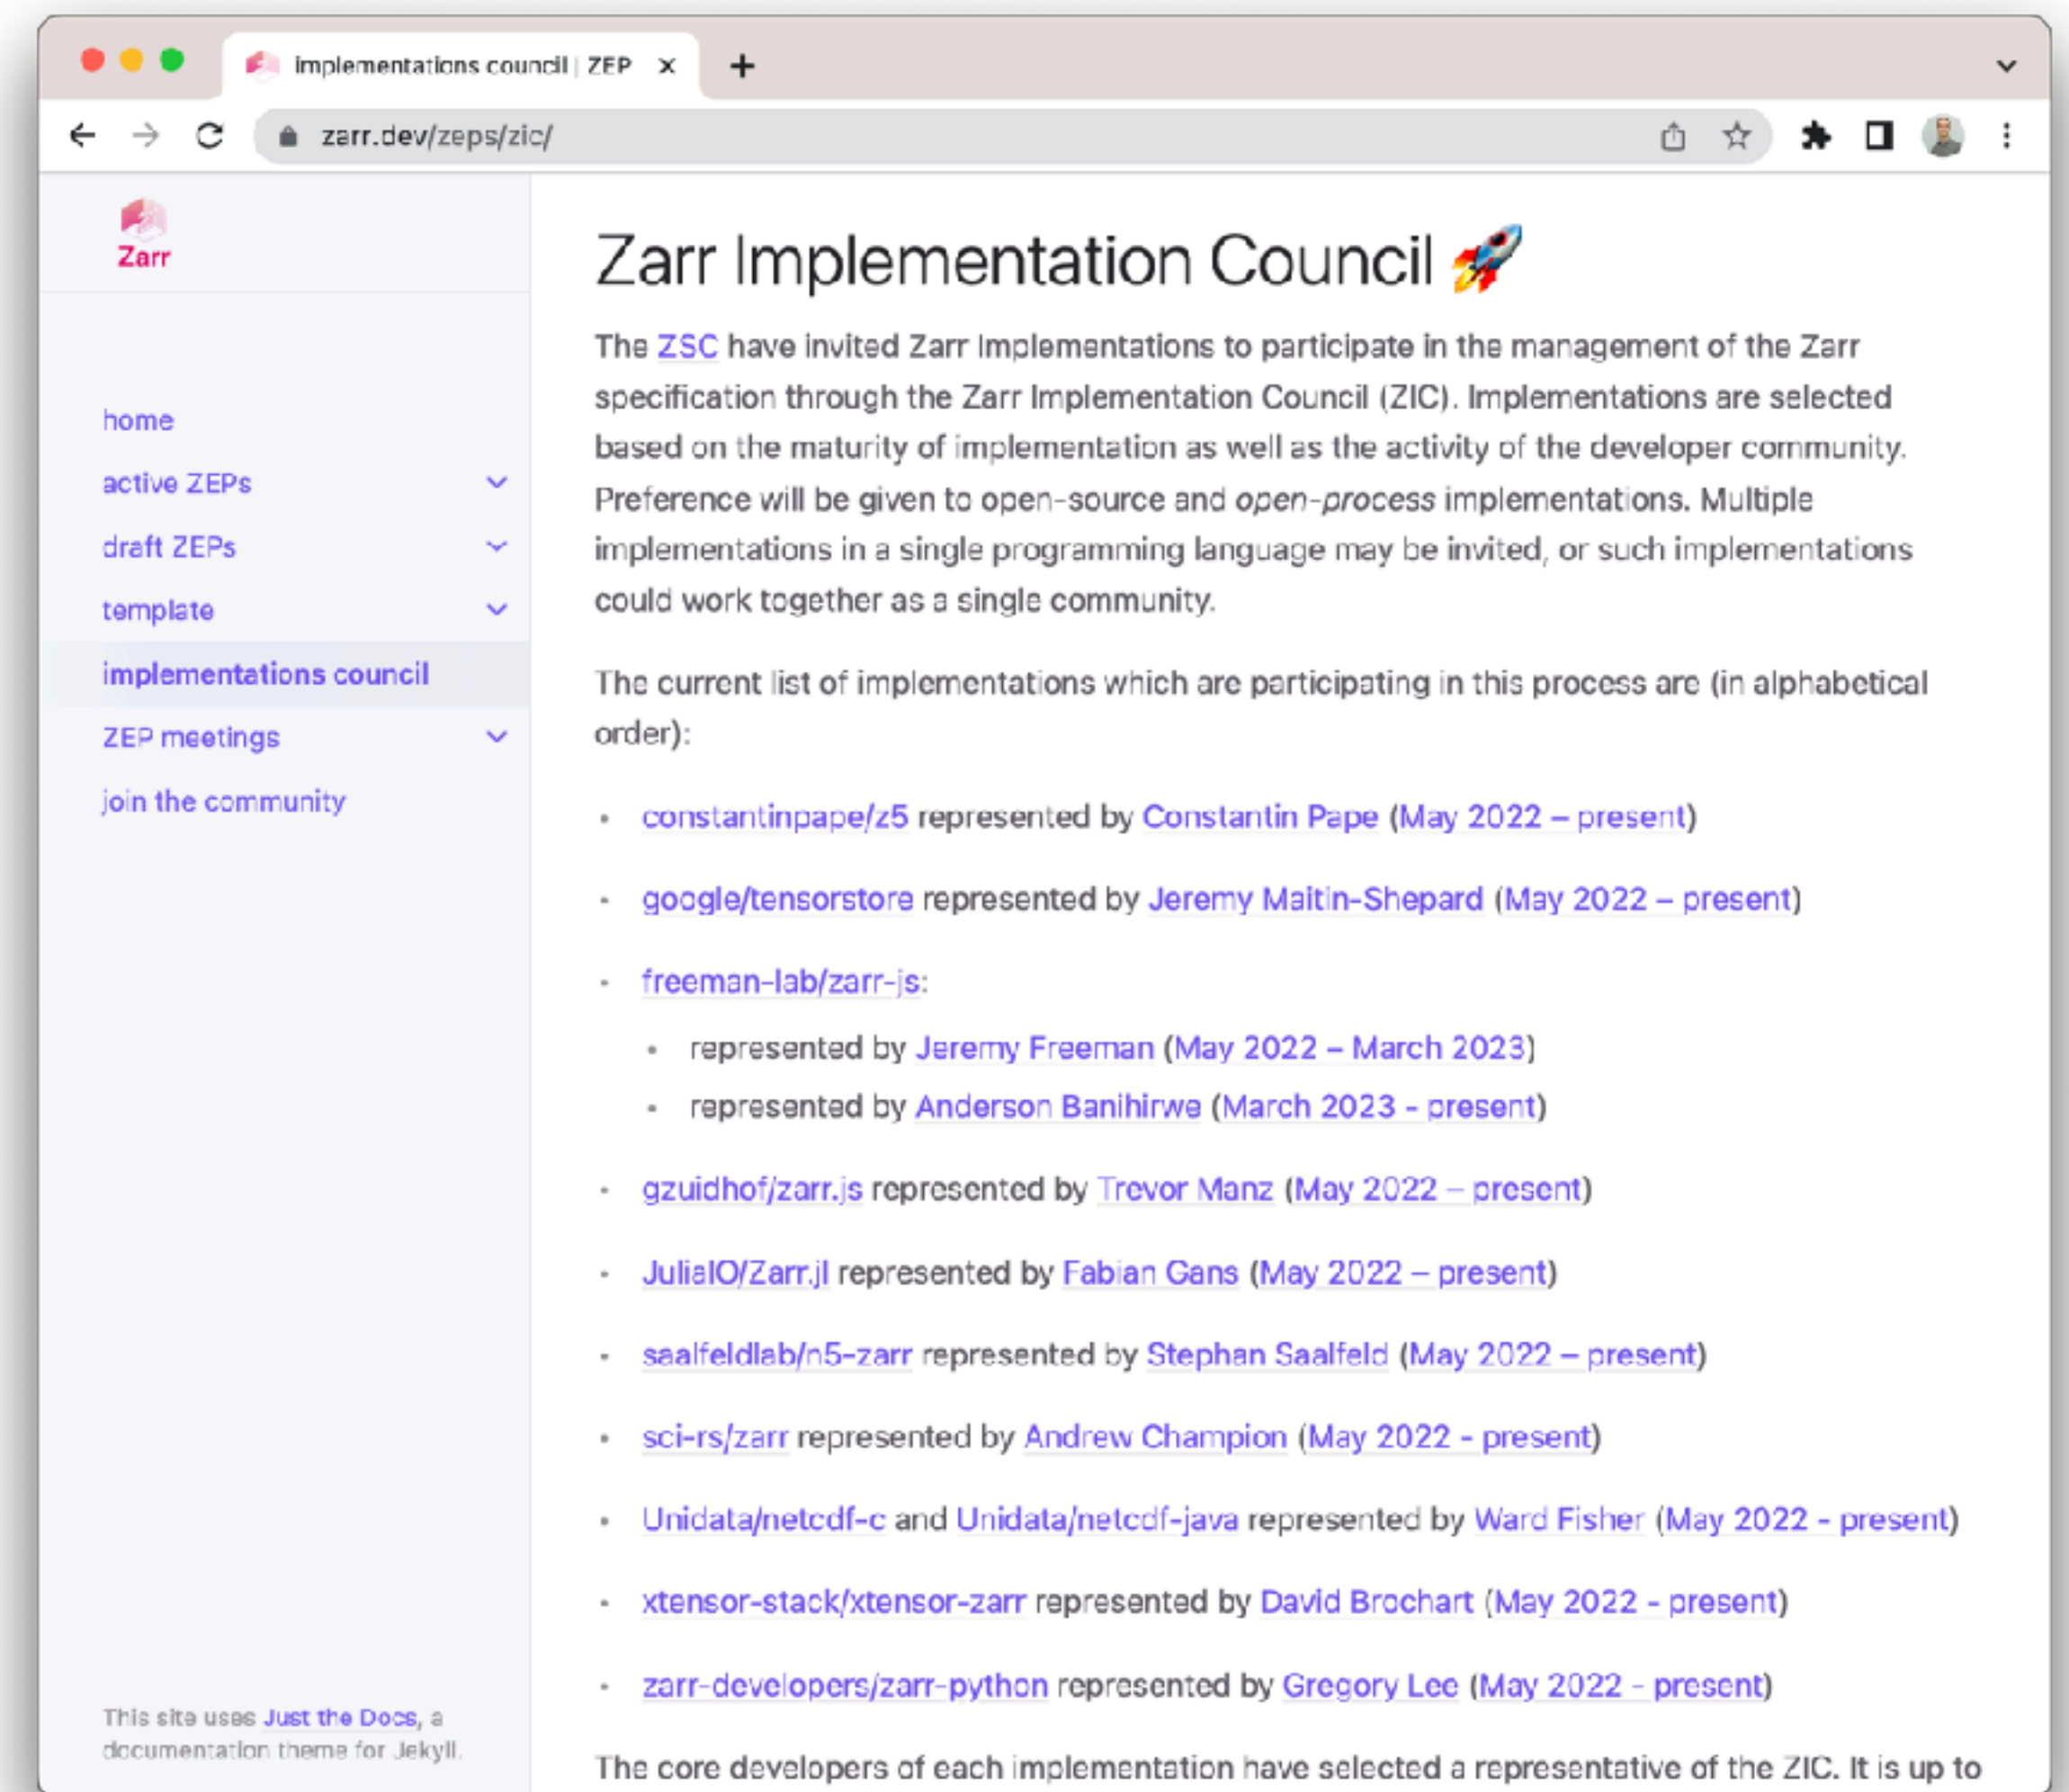 implementations council | ZEP
zarr.dev/zeps/zic/
Zarr
home
active ZEPs
draft ZEPs
template
implementations council
ZEP meetings
join the community
This site uses Just the Docs, a
documentation theme for Jekyll.
Zarr Implementation Council 🚀
The ZSC have invited Zarr Implementations to participate in the management of the Zarr
specification through the Zarr Implementation Council (ZIC). Implementations are selected
based on the maturity of implementation as well as the activity of the developer community.
Preference will be given to open-source and open-process implementations. Multiple
implementations in a single programming language may be invited, or such implementations
could work together as a single community.
The current list of implementations which are participating in this process are (in alphabetical
order):
• constantinpape/z5 represented by Constantin Pape (May 2022 – present)
• google/tensorstore represented by Jeremy Maitin-Shepard (May 2022 – present)
• freeman-lab/zarr-js:
• represented by Jeremy Freeman (May 2022 – March 2023)
• represented by Anderson Banihirwe (March 2023 - present)
• gzuidhof/zarr.js represented by Trevor Manz (May 2022 – present)
• JuliaIO/Zarr.jl represented by Fabian Gans (May 2022 – present)
• saalfeldlab/n5-zarr represented by Stephan Saalfeld (May 2022 – present)
• sci-rs/zarr represented by Andrew Champion (May 2022 - present)
• Unidata/netcdf-c and Unidata/netcdf-java represented by Ward Fisher (May 2022 - present)
• xtensor-stack/xtensor-zarr represented by David Brochart (May 2022 - present)
• zarr-developers/zarr-python represented by Gregory Lee (May 2022 - present)
The core developers of each implementation have selected a representative of the ZIC. It is up to